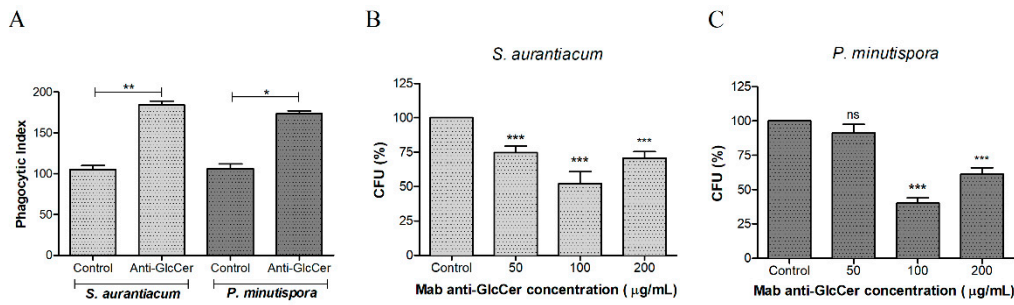 A
Phagocytic Index
200
150
100
50
0
**
*
Control Anti-GlcCer Control Anti-GlcCer
S. aurantiacum P. minutispora
B
S. aurantiacum
CFU (%)
125
100
75
50
25
0
***
***
***
Control 50 100 200
Mab anti-GlcCer concentration ( μg/mL)
C
P. minutispora
CFU (%)
125
100
75
50
25
0
ns
***
***
Control 50 100 200
Mab anti-GlcCer concentration ( μg/mL)